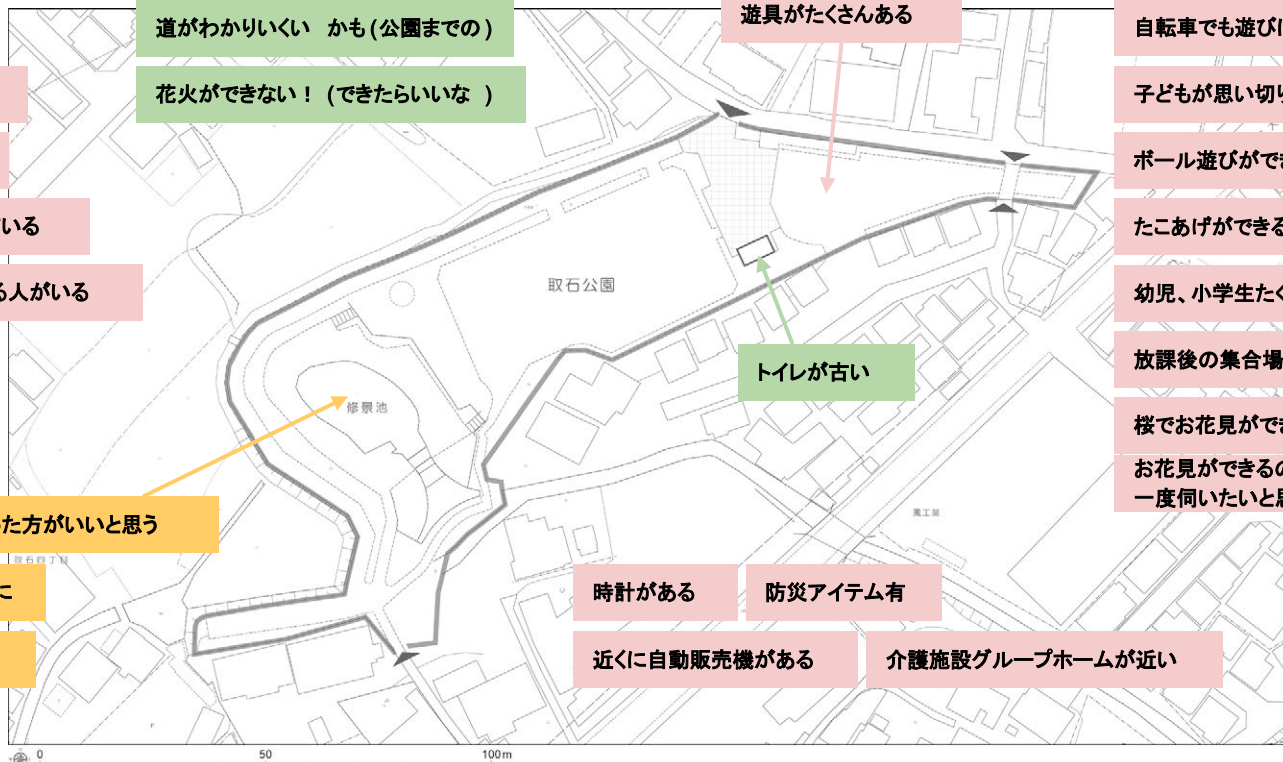 道がわかりいくい かも(公園までの)
花火ができない! (できたらいいな )
遊具がたくさんある
自転車でも遊び
子どもが思い切
ボール遊びがで
たこあげができる
幼児、小学生たく
放課後の集合場
桜でお花見がで
お花見ができるの
一度伺いたいと
いる
る人がいる
取石公園
トイレが古い
修景池
た方がいいと思う
取石四丁目
に
鳳工業
時計がある
防災アイテム有
近くに自動販売機がある
介護施設グループホームが近い
0 50 100m